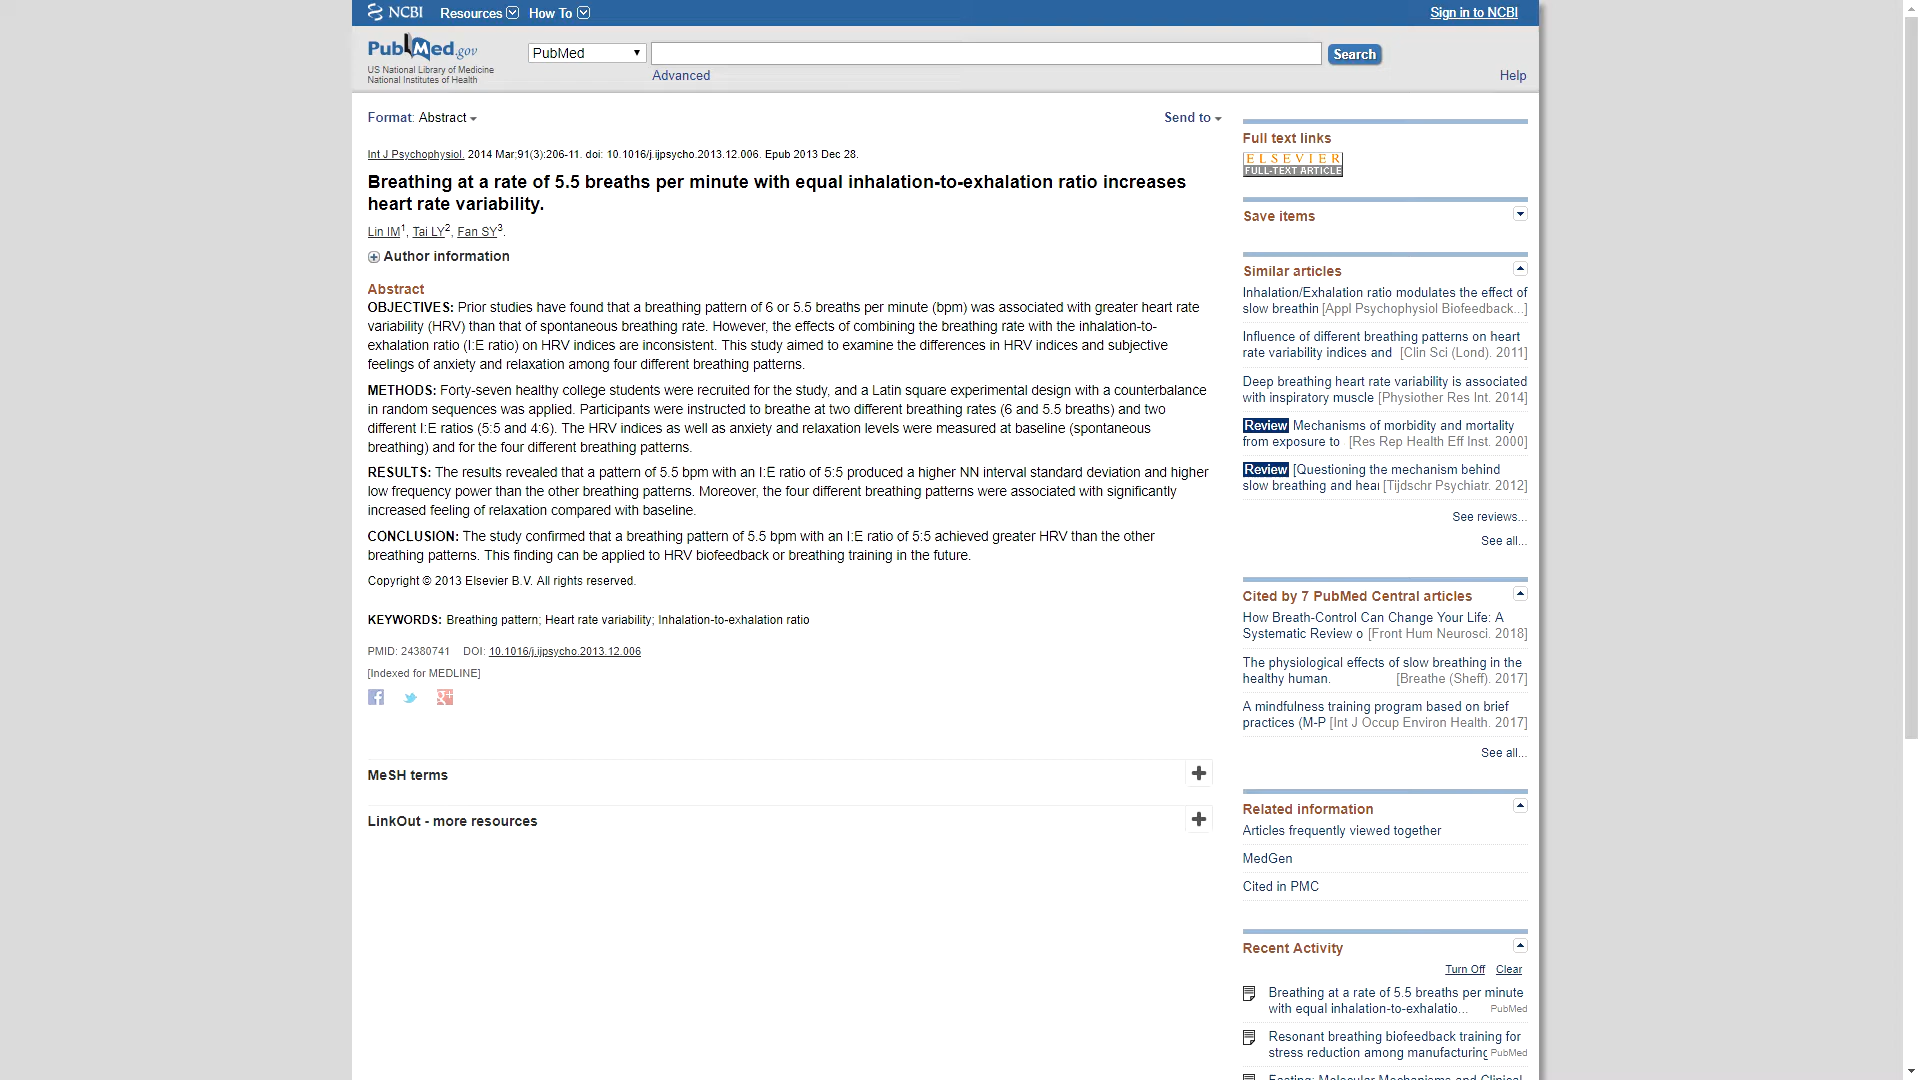 NCBI Resources How To Sign in to NCBI
PubMed.gov
US National Library of Medicine
National Institutes of Health
PubMed Search
Advanced Help
Format: Abstract Send to
Int J Psychophysiol. 2014 Mar;91(3):206-11. doi: 10.1016/j.ijpsycho.2013.12.006. Epub 2013 Dec 28.
Breathing at a rate of 5.5 breaths per minute with equal inhalation-to-exhalation ratio increases
heart rate variability.
Lin IM1, Tai LY2, Fan SY3.
Author information
Abstract
OBJECTIVES: Prior studies have found that a breathing pattern of 6 or 5.5 breaths per minute (bpm) was associated with greater heart rate
variability (HRV) than that of spontaneous breathing rate. However, the effects of combining the breathing rate with the inhalation-to-
exhalation ratio (I:E ratio) on HRV indices are inconsistent. This study aimed to examine the differences in HRV indices and subjective
feelings of anxiety and relaxation among four different breathing patterns.
METHODS: Forty-seven healthy college students were recruited for the study, and a Latin square experimental design with a counterbalance
in random sequences was applied. Participants were instructed to breathe at two different breathing rates (6 and 5.5 breaths) and two
different I:E ratios (5:5 and 4:6). The HRV indices as well as anxiety and relaxation levels were measured at baseline (spontaneous
breathing) and for the four different breathing patterns.
RESULTS: The results revealed that a pattern of 5.5 bpm with an I:E ratio of 5:5 produced a higher NN interval standard deviation and higher
low frequency power than the other breathing patterns. Moreover, the four different breathing patterns were associated with significantly
increased feeling of relaxation compared with baseline.
CONCLUSION: The study confirmed that a breathing pattern of 5.5 bpm with an I:E ratio of 5:5 achieved greater HRV than the other
breathing patterns. This finding can be applied to HRV biofeedback or breathing training in the future.
Copyright © 2013 Elsevier B.V. All rights reserved.
KEYWORDS: Breathing pattern; Heart rate variability; Inhalation-to-exhalation ratio
PMID: 24380741 DOI: 10.1016/j.ijpsycho.2013.12.006
[Indexed for MEDLINE]
MeSH terms
LinkOut - more resources
Full text links
ELSEVIER
FULL-TEXT ARTICLE
Save items
Similar articles
Inhalation/Exhalation ratio modulates the effect of
slow breathin [Appl Psychophysiol Biofeedback...]
Influence of different breathing patterns on heart
rate variability indices and [Clin Sci (Lond). 2011]
Deep breathing heart rate variability is associated
with inspiratory muscle [Physiother Res Int. 2014]
Review Mechanisms of morbidity and mortality
from exposure to [Res Rep Health Eff Inst. 2000]
Review [Questioning the mechanism behind
slow breathing and hear [Tijdschr Psychiatr. 2012]
See reviews...
See all...
Cited by 7 PubMed Central articles
How Breath-Control Can Change Your Life: A
Systematic Review o [Front Hum Neurosci. 2018]
The physiological effects of slow breathing in the
healthy human. [Breathe (Sheff). 2017]
A mindfulness training program based on brief
practices (M-P [Int J Occup Environ Health. 2017]
See all...
Related information
Articles frequently viewed together
MedGen
Cited in PMC
Recent Activity
Turn Off Clear
Breathing at a rate of 5.5 breaths per minute
with equal inhalation-to-exhalatio... PubMed
Resonant breathing biofeedback training for
stress reduction among manufacturing PubMed
Fasting: Molecular Mechanisms and Clinical